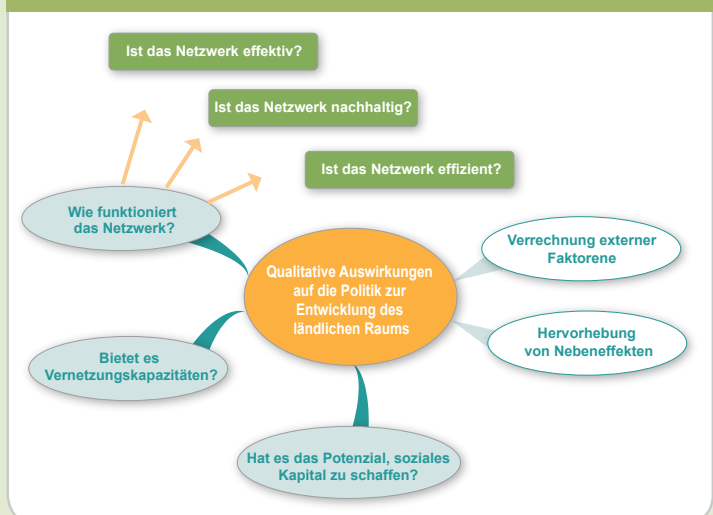 Ist das Netzwerk effektiv?
Ist das Netzwerk nachhaltig?
Ist das Netzwerk effizient?
Wie funktioniert
das Netzwerk?
Qualitative Auswirkungen
auf die Politik zur
Entwicklung des
ländlichen Raums
Verrechnung externer
Faktorene
Hervorhebung
von Nebeneffekten
Bietet es
Vernetzungskapazitäten?
Hat es das Potenzial, soziales
Kapital zu schaffen?